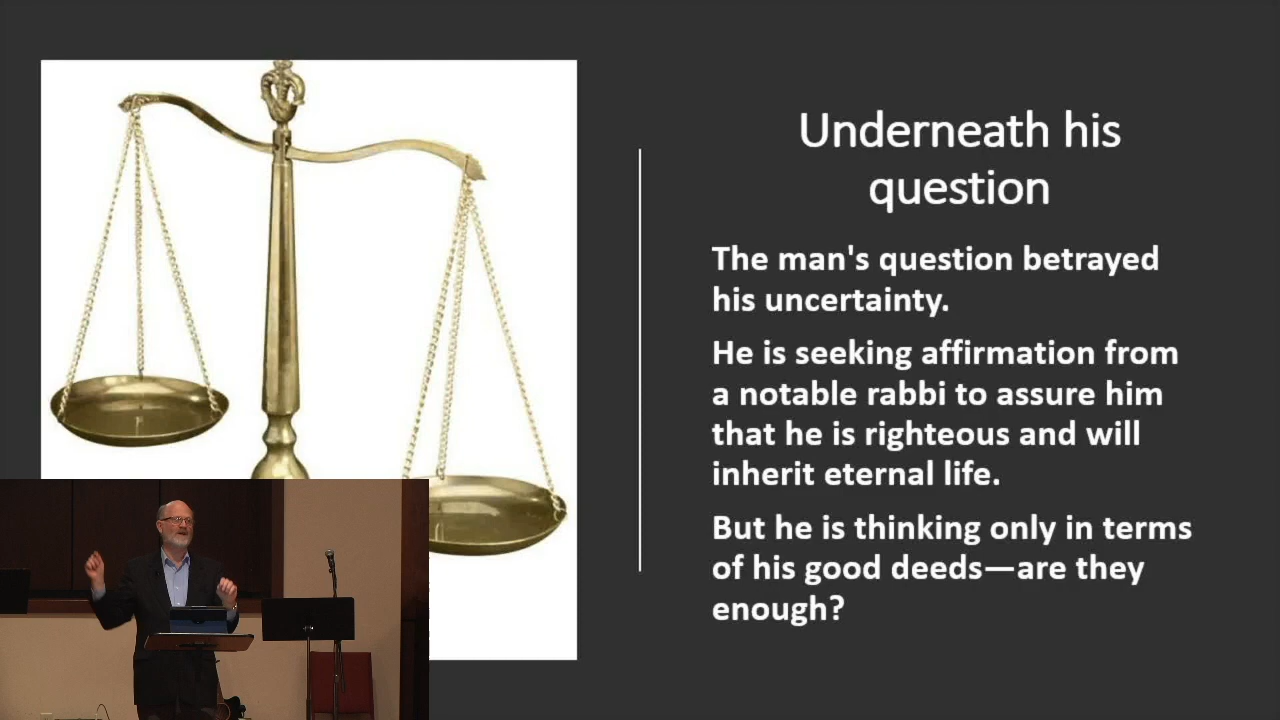 Underneath his
question
The man's question betrayed
his uncertainty.
He is seeking affirmation from
a notable rabbi to assure him
that he is righteous and will
inherit eternal life.
But he is thinking only in terms
of his good deeds—are they
enough?